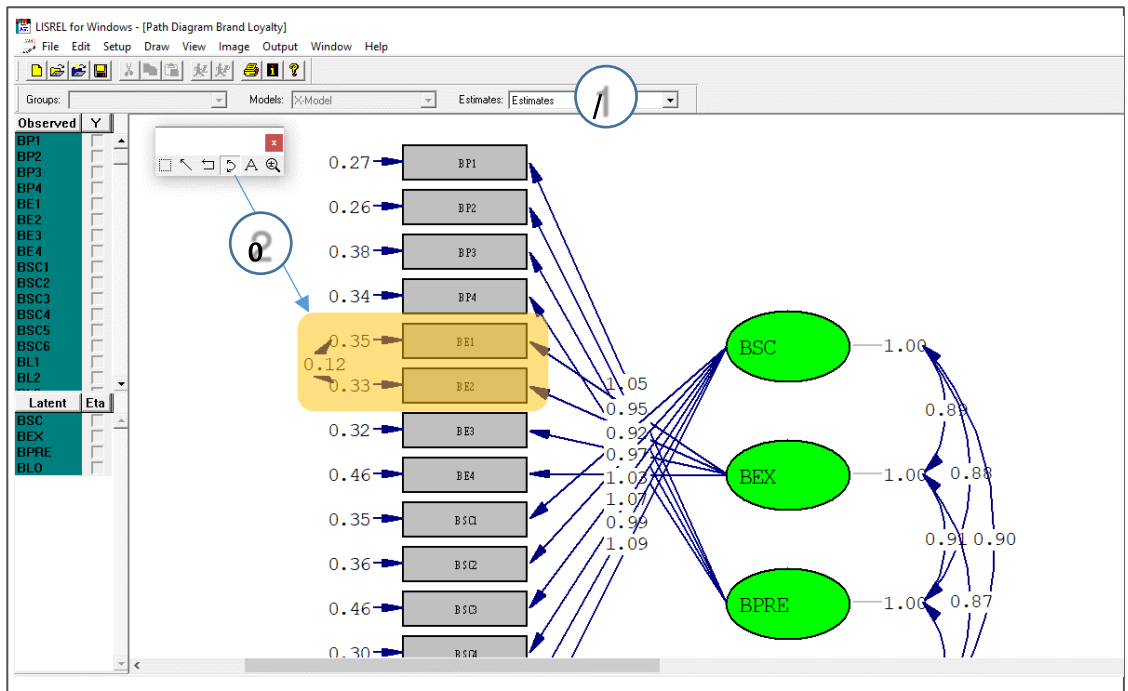 LISREL for Windows - [Path Diagram Brand Loyalty]
File Edit Setup Draw View Image Output Window Help
Groups: Models: X-Model Estimates: Estimates
Observed Y
BP1
BP2
BP3
BP4
BE1
BE2
BE3
BE4
BSC1
BSC2
BSC3
BSC4
BSC5
BSC6
BL1
BL2
Latent Eta
BSC
BEX
BPRE
BLO
A
0.27 BP1
0.26 BP2
0.38 BP3
0.34 BP4
0.35 BE1
0.12
0.33 BE2
0.32 BE3
0.46 BE4
0.35 BSC1
0.36 BSC2
0.46 BSC3
0.30 BSC4
1.05
0.95
0.92
0.97
1.03
1.07
0.99
1.09
BSC 1.00
0.89
BEX 1.00 0.88
0.91 0.90
BPRE 1.00 0.87